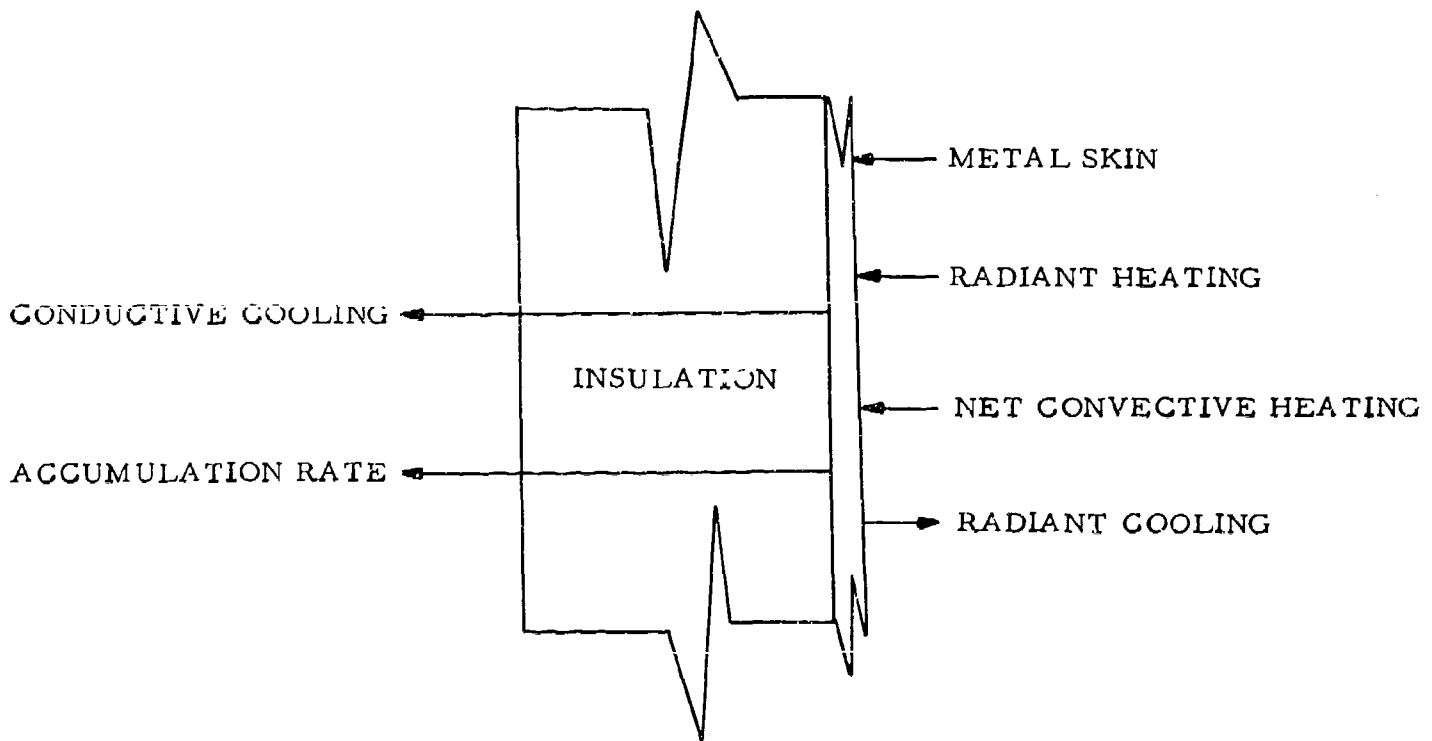 METAL SKIN
RADIANT HEATING
CONDUCTIVE COOLING
INSULATION
NET CONVECTIVE HEATING
ACCUMULATION RATE
RADIANT COOLING